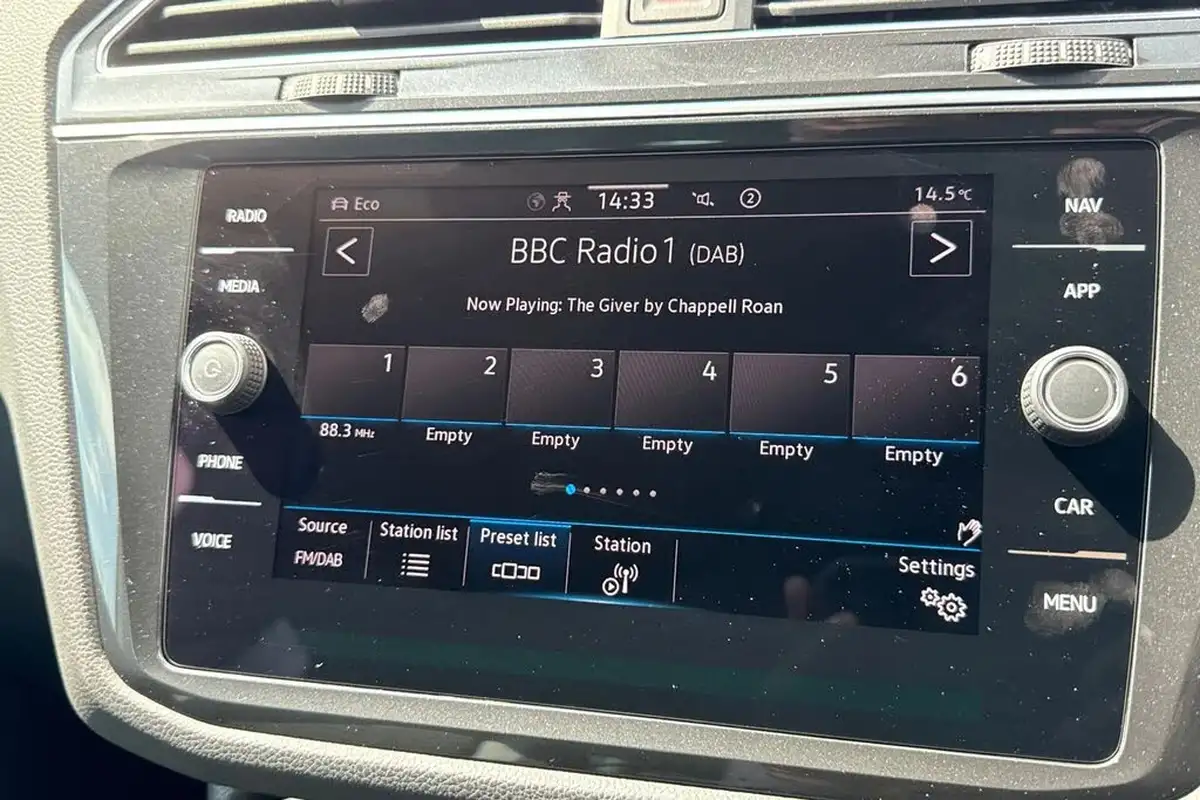 Eco 14:33 2 14.5°C
RADIO
MEDIA
PHONE
VOICE
< BBC Radio1 (DAB) >
Now Playing: The Giver by Chappell Roan
1 2 3 4 5 6
88.3 MHz Empty Empty Empty Empty Empty
Source Station list Preset list Station Settings
FM/DAB
NAV
APP
CAR
MENU